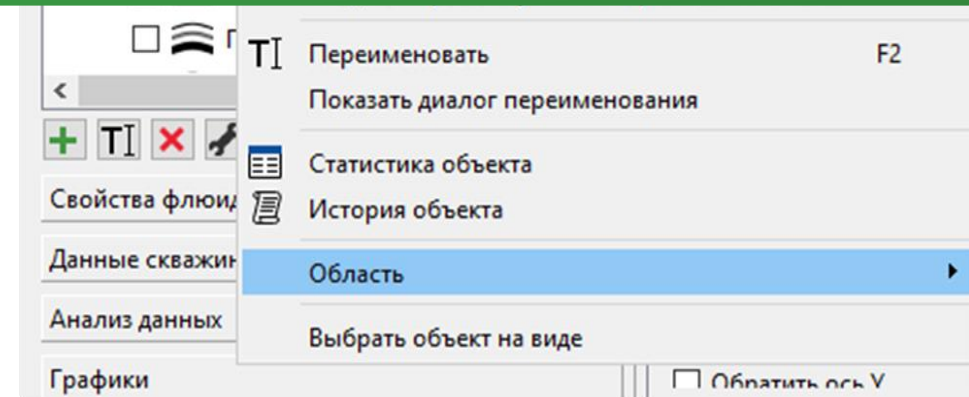 Переименовать F2
Показать диалог переименования
Статистика объекта
Свойства флюид
История объекта
Данные скважин
Область
Анализ данных
Выбрать объект на виде
Графики
Обратить ось Y